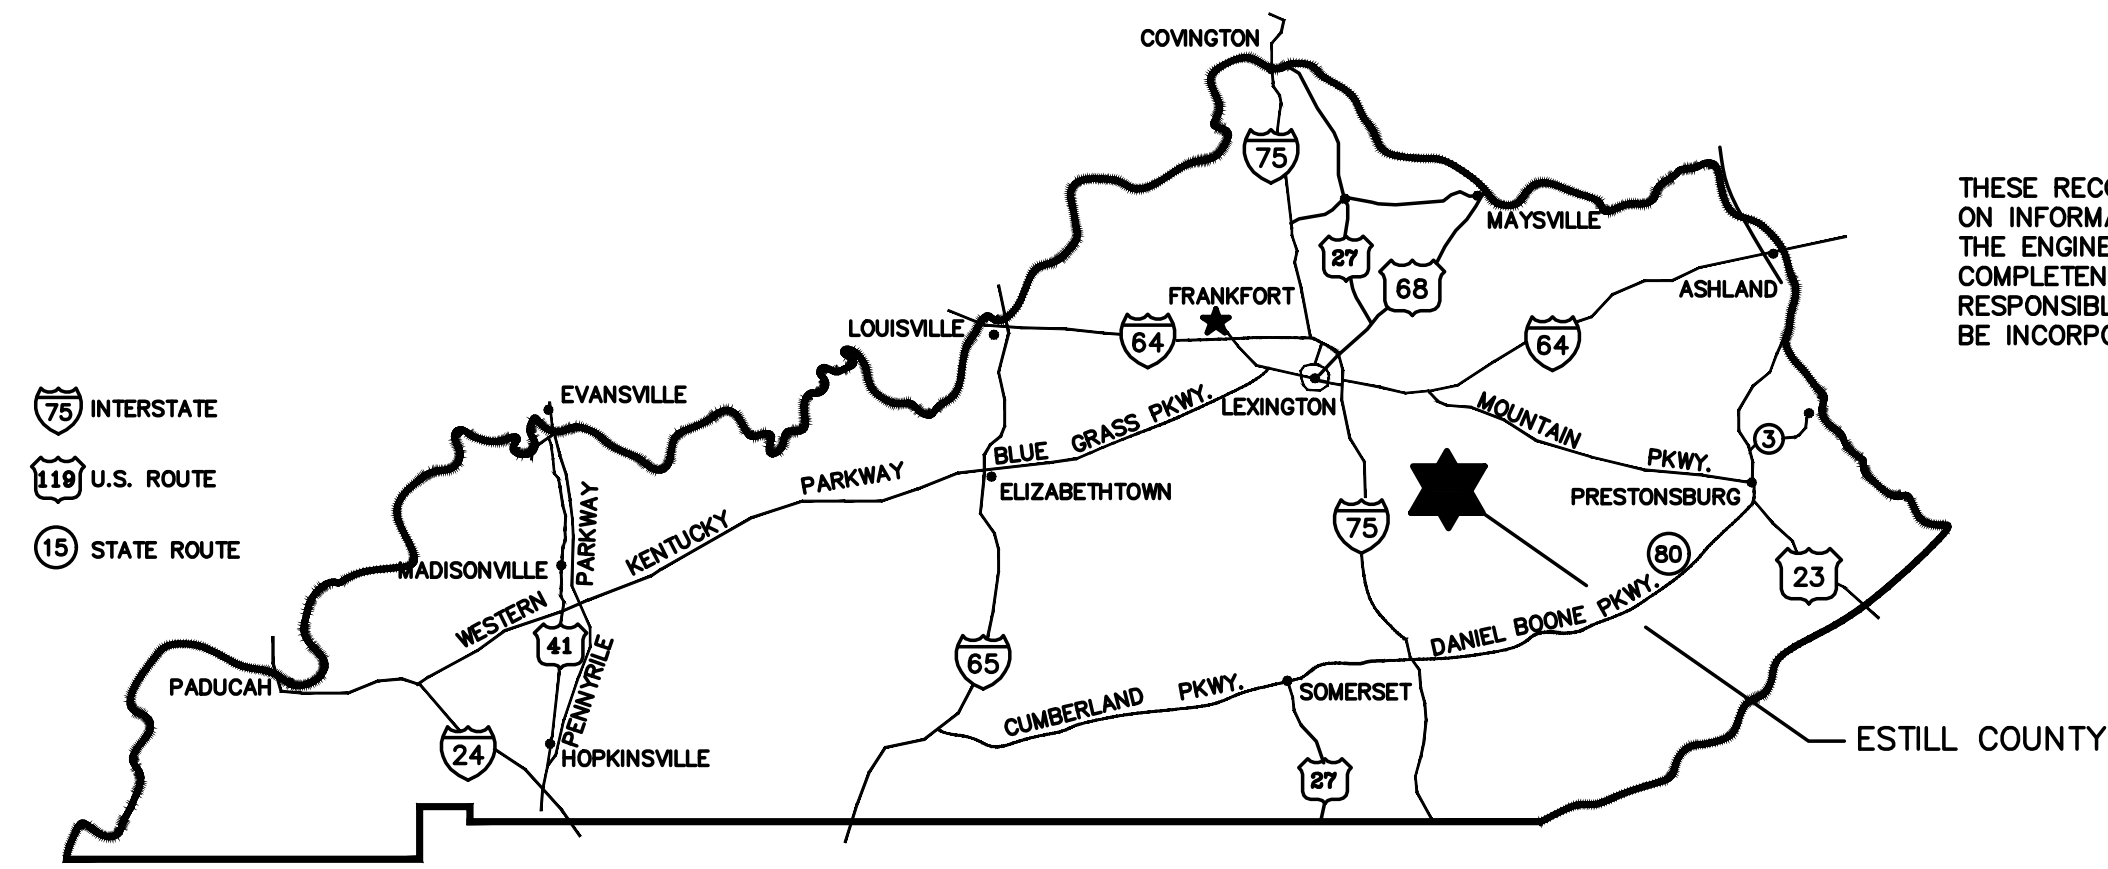 COVINGTON
75
MAYSVILLE
27
68
FRANKFORT
ASHLAND
THESE RECO
ON INFORMA
THE ENGINE
COMPLETEN
RESPONSIBL
BE INCORPO
LOUISVILLE
64
64
LEXINGTON
EVANSVILLE
75 INTERSTATE
119 U.S. ROUTE
15 STATE ROUTE
BLUE GRASS PKWY.
MOUNTAIN PKWY.
3
ELIZABETHTOWN
PRESTONSBURG
WESTERN KENTUCKY PARKWAY
75
80
23
MADISONVILLE
PENNYRILE PARKWAY
41
65
DANIEL BOONE PKWY.
PADUCAH
CUMBERLAND PKWY.
SOMERSET
24
HOPKINSVILLE
27
ESTILL COUNTY